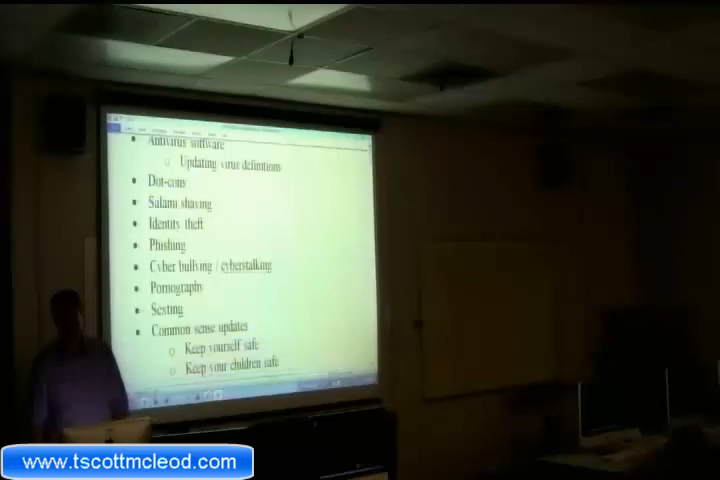 Antivirus software
Updating virus definitions
Dot-cons
Salami shaving
Identity theft
Phishing
Cyber bullying / cyberstalking
Pornography
Sexting
Common sense updates
Keep yourself safe
Keep your children safe
www.tscottmcleod.com